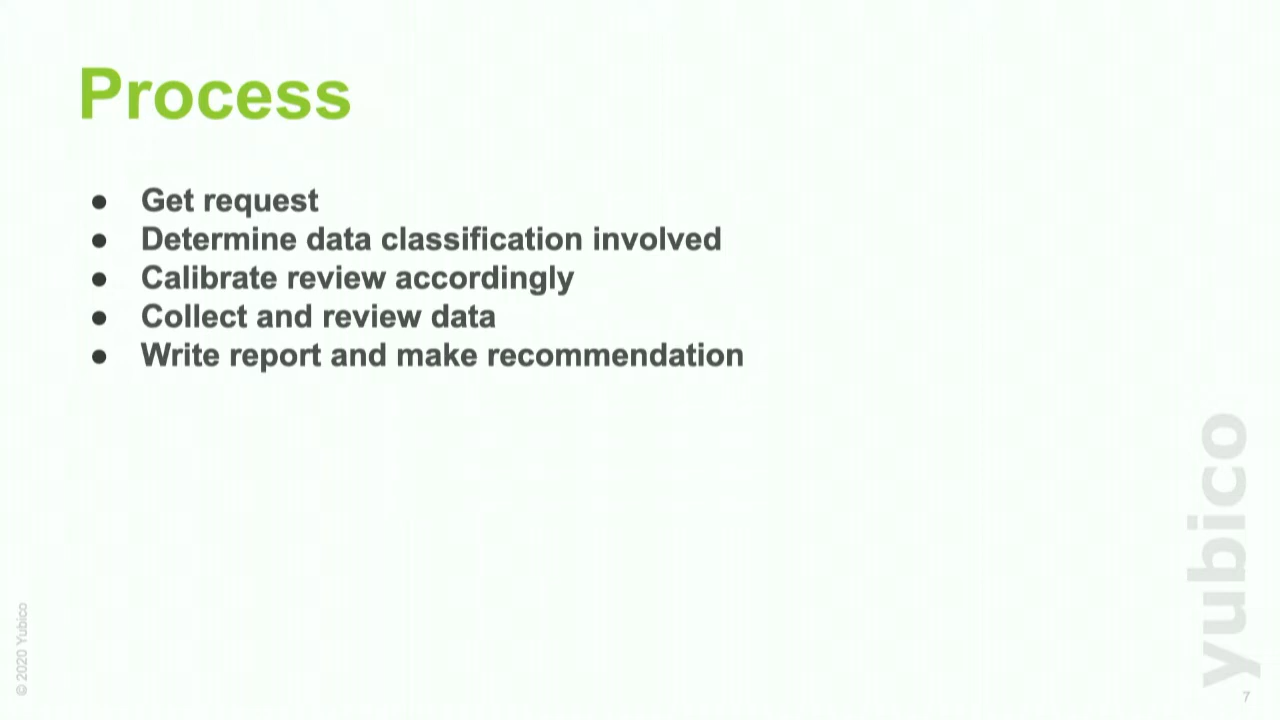 Process
● Get request
● Determine data classification involved
● Calibrate review accordingly
● Collect and review data
● Write report and make recommendation
yubico
© 2020 Yubico
7